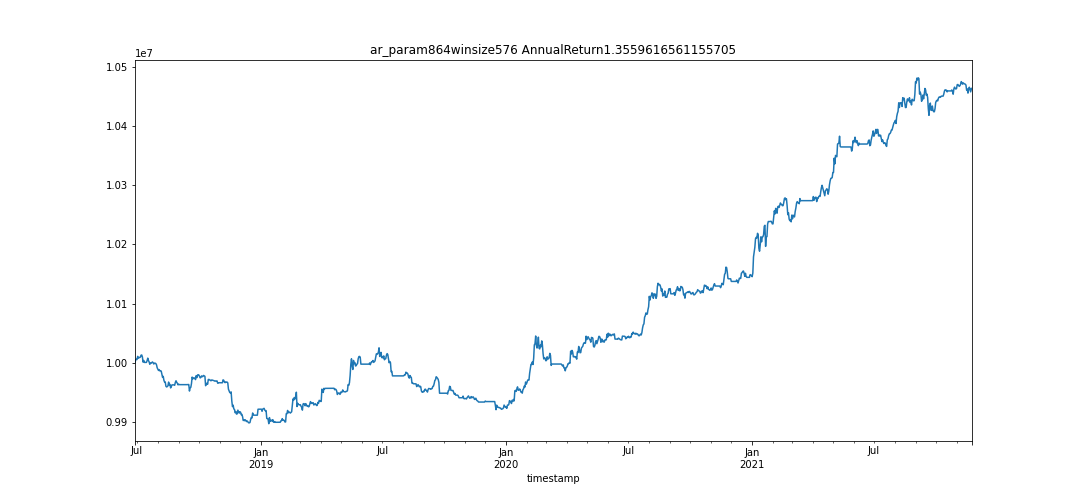 ar_param864winsize576 AnnualReturn1.3559616561155705
1e7
1.05
1.04
1.03
1.02
1.01
1.00
0.99
Jul
Jan
2019
Jul
Jan
2020
Jul
Jan
2021
Jul
timestamp